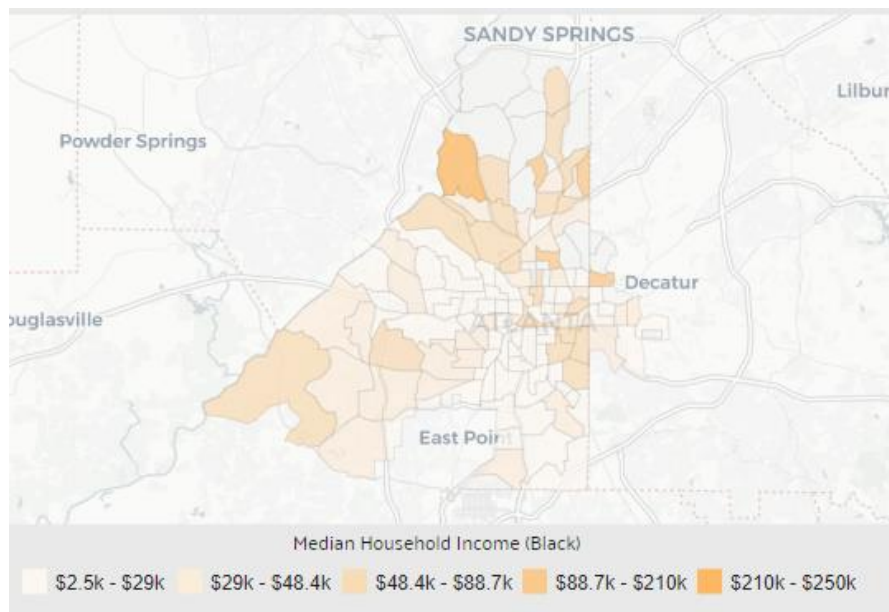 SANDY SPRINGS
Lilbur
Powder Springs
Decatur
ouglasville
ATLANTA
East Point
Median Household Income (Black)
$2.5k - $29k $29k - $48.4k $48.4k - $88.7k $88.7k - $210k $210k - $250k